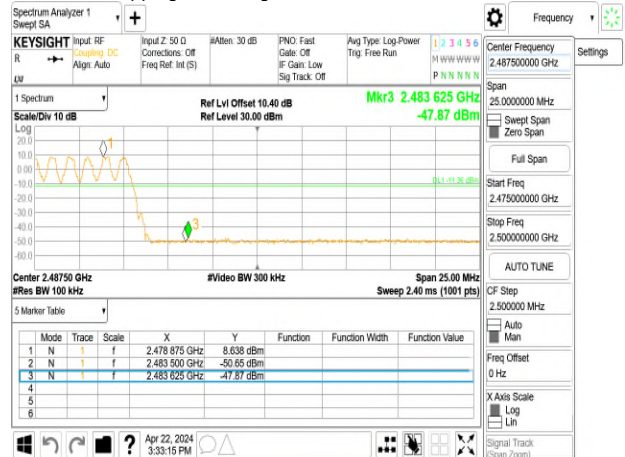 Spectrum Analyzer 1
Swept SA
+
Frequency
KEYSIGHT
R
Input: RF
Coupling: DC
Align: Auto
Input Z: 50 Ω
Corrections: Off
Freq Ref: Int (S)
#Atten: 30 dB
PNO: Fast
Gate: Off
IF Gain: Low
Sig Track: Off
Avg Type: Log-Power
Trig: Free Run
1 2 3 4 5 6
M W W W W W
P N N N N N
1 Spectrum
Scale/Div 10 dB
Ref Lvl Offset 10.40 dB
Ref Level 30.00 dBm
Mkr3 2.483 625 GHz
-47.87 dBm
Log
20.0
10.0
0.00
-10.0
-20.0
-30.0
-40.0
-50.0
-60.0
1
3
DL1 -11.36 dBm
Center 2.48750 GHz
#Res BW 100 kHz
#Video BW 300 kHz
Span 25.00 MHz
Sweep 2.40 ms (1001 pts)
5 Marker Table
Mode Trace Scale X Y Function Function Width Function Value
1 N 1 f 2.478 875 GHz 8.638 dBm
2 N 1 f 2.483 500 GHz -50.65 dBm
3 N 1 f 2.483 625 GHz -47.87 dBm
4
5
6
?
Apr 22, 2024
3:33:15 PM
Center Frequency
2.487500000 GHz
Settings
Span
25.0000000 MHz
Swept Span
Zero Span
Full Span
Start Freq
2.475000000 GHz
Stop Freq
2.500000000 GHz
AUTO TUNE
CF Step
2.500000 MHz
Auto
Man
Freq Offset
0 Hz
X Axis Scale
Log
Lin
Signal Track
(Span Zoom)